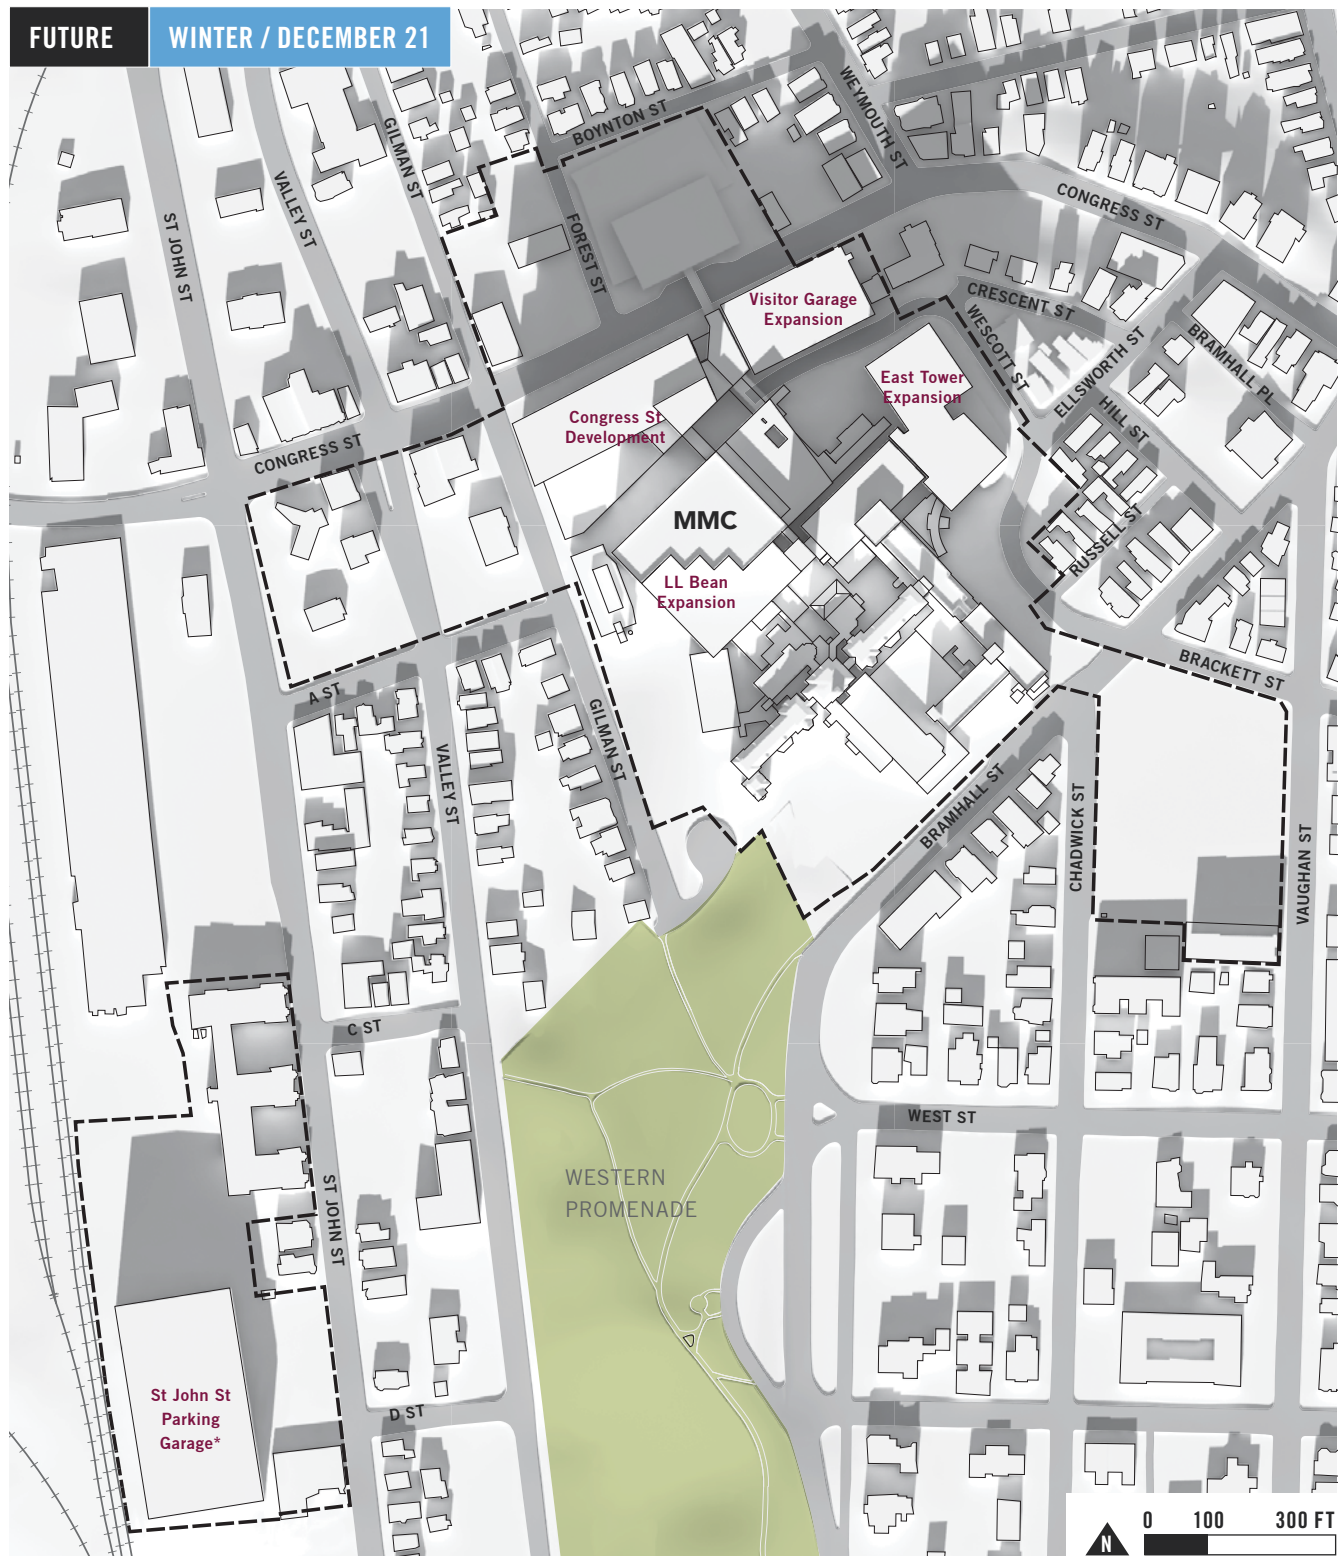 FUTURE
WINTER / DECEMBER 21
BOYNTON ST
WEYMOUTH ST
GILMAN ST
VALLEY ST
ST JOHN ST
FOREST ST
CONGRESS ST
CRESCENT ST
WESCOTT ST
ELLSWORTH ST
BRAMHALL PL
HILL ST
RUSSELL ST
Visitor Garage
Expansion
East Tower
Expansion
Congress St
Development
CONGRESS ST
MMC
LL Bean
Expansion
BRACKETT ST
A ST
GILMAN ST
VALLEY ST
BRAMHALL ST
CHADWICK ST
VAUGHAN ST
C ST
WEST ST
WESTERN
PROMENADE
ST JOHN ST
St John St
Parking
Garage*
D ST
0 100 300 FT
N